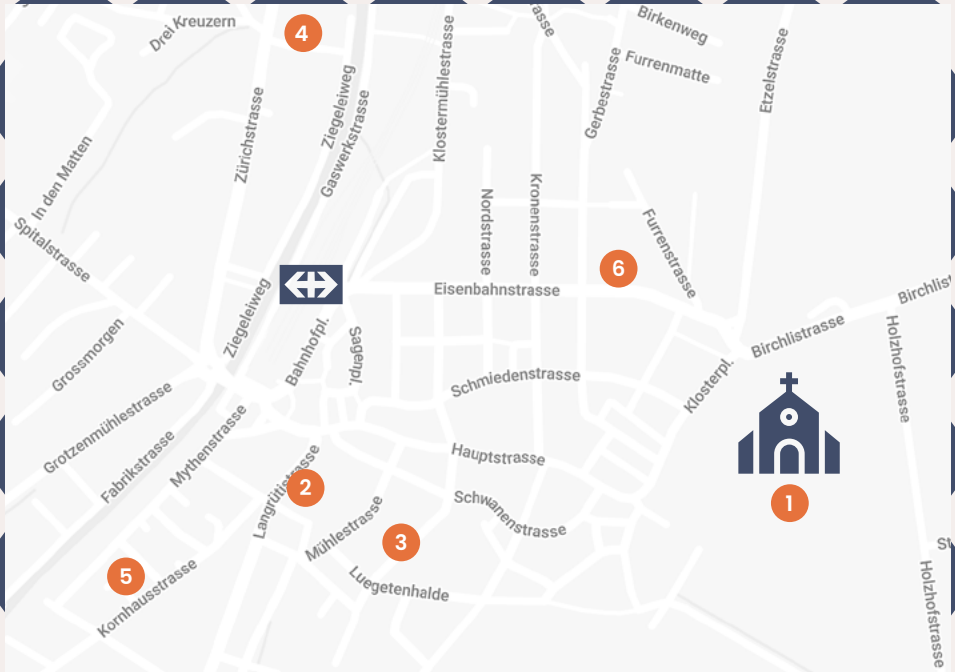 Drei Kreuzern
4
Birkenweg
Furrenmatte
Etzelstrasse
Klostermühlestrasse
Gerbestrasse
Ziegeleiweg
Gaswerkstrasse
Zürichstrasse
In den Matten
Spitalstrasse
Nordstrasse
Kronenstrasse
Furrenstrasse
6
Eisenbahnstrasse
Ziegeleiweg
Bahnhofpl.
Sagenpl.
Birchlistrasse
Holzhofstrasse
Grossmorgen
Schmiedenstrasse
Klosterpl.
Grotzenmühlestrasse
Fabrikstrasse
Mythenstrasse
Langrütistrasse
2
Hauptstrasse
Schwanenstrasse
1
Mühlestrasse
3
Luegetenhalde
5
Kornhausstrasse
Holzhofstrasse